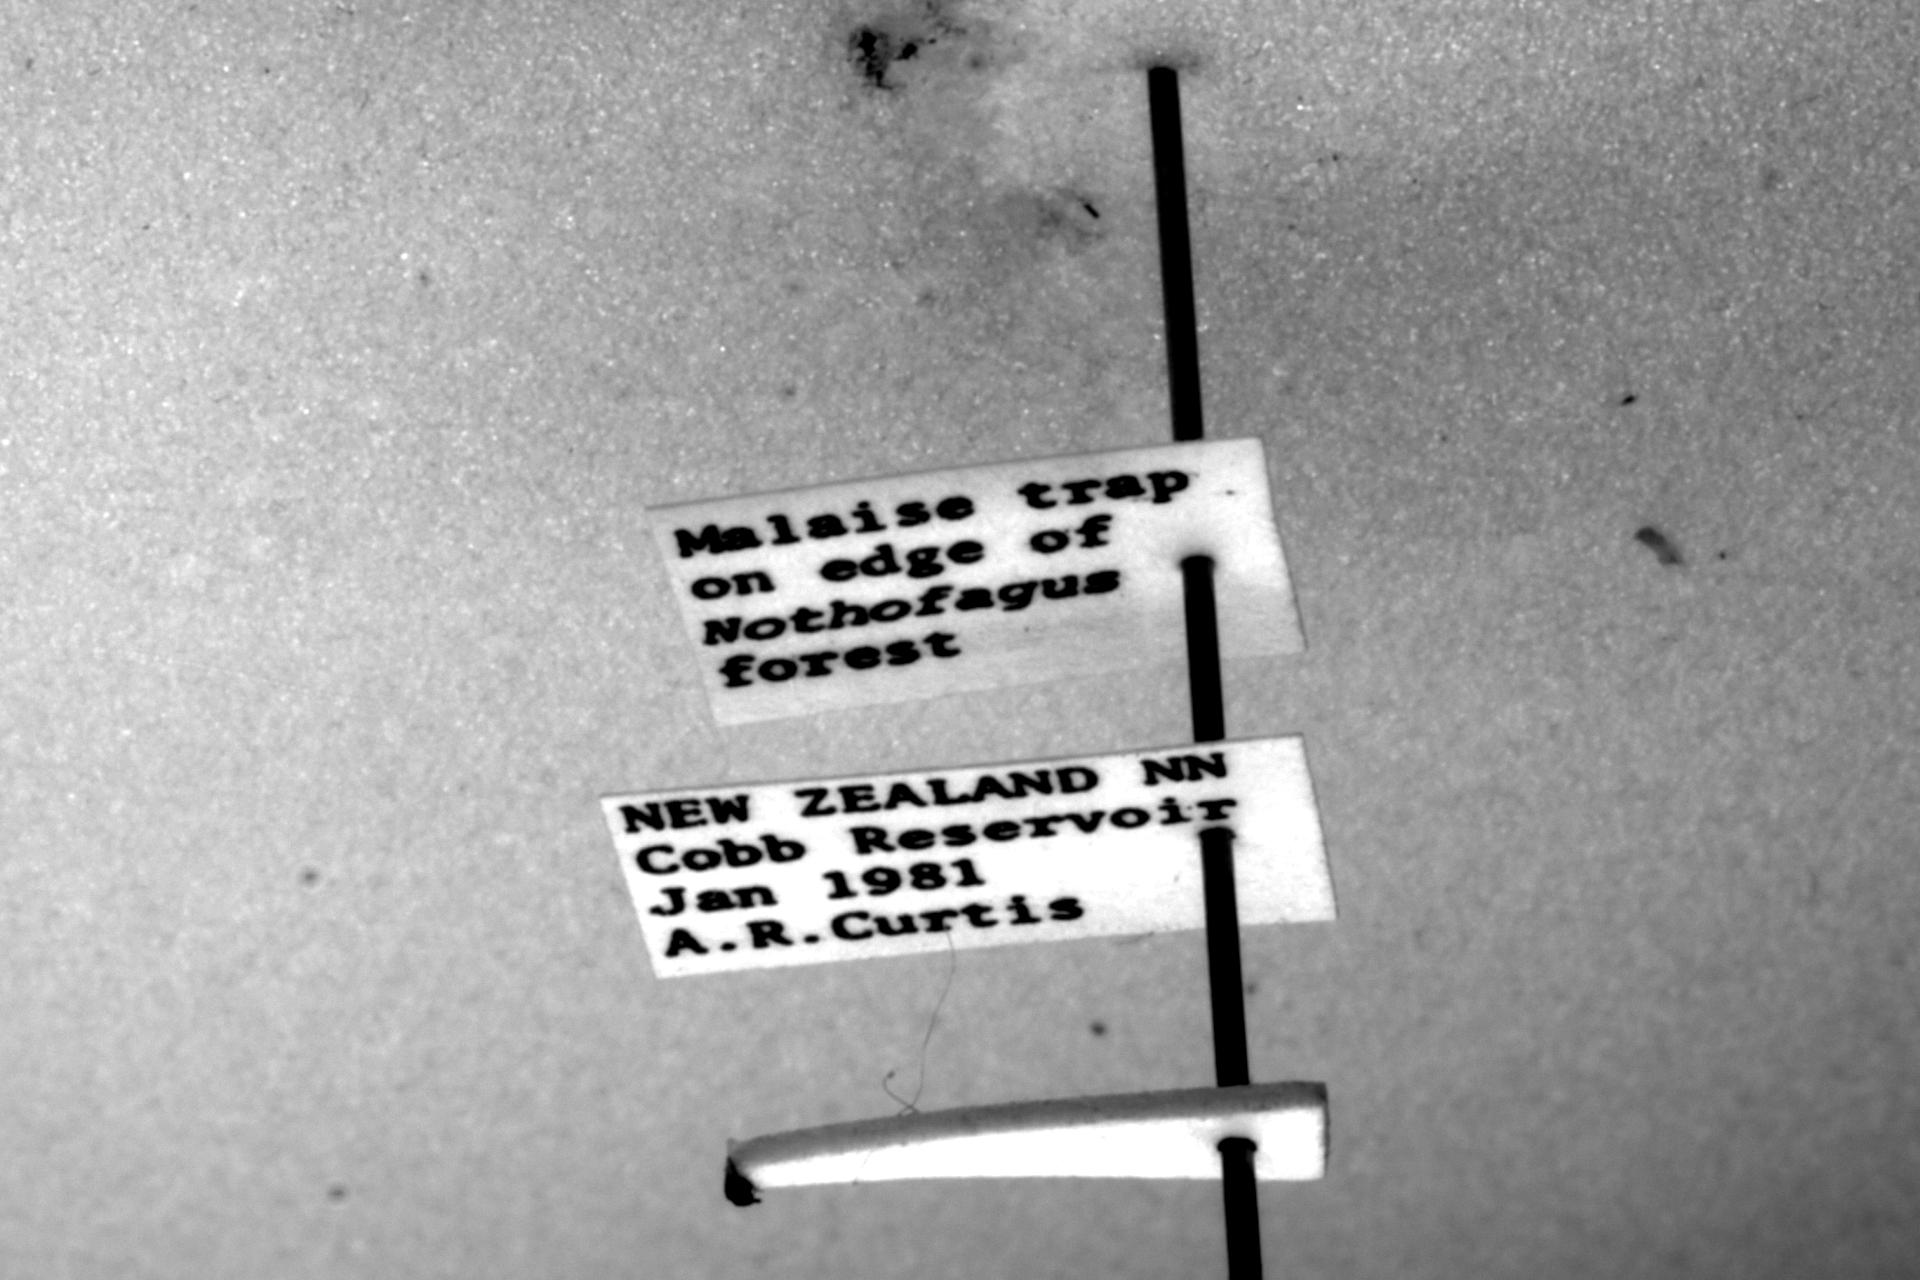 Malaise trap
on edge of
Nothofagus
forest
NEW ZEALAND NN
Cobb Reservoir
Jan 1981
A.R.Curtis